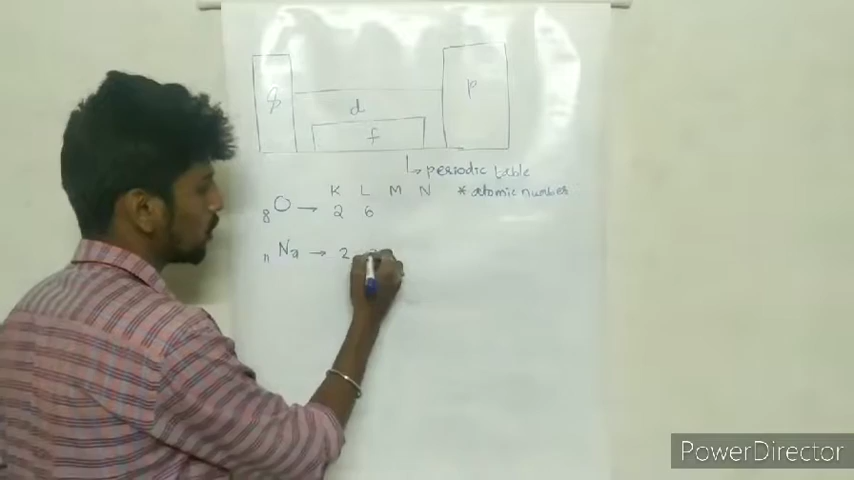 s
d
p
f
periodic table
K L M N * atomic number
8 O → 2 6
11 Na → 2
PowerDirector